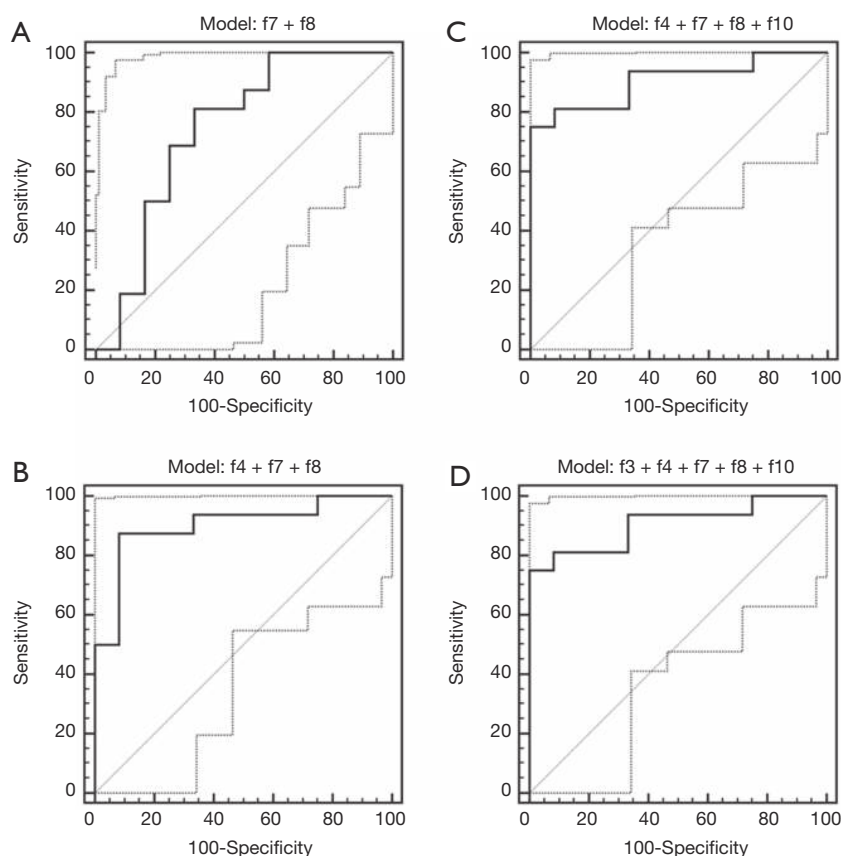 A
Model: f7 + f8
100
80
60
40
20
0
Sensitivity
0 20 40 60 80 100
100-Specificity
B
Model: f4 + f7 + f8
100
80
60
40
20
0
Sensitivity
0 20 40 60 80 100
100-Specificity
C
Model: f4 + f7 + f8 + f10
100
80
60
40
20
0
Sensitivity
0 20 40 60 80 100
100-Specificity
D
Model: f3 + f4 + f7 + f8 + f10
100
80
60
40
20
0
Sensitivity
0 20 40 60 80 100
100-Specificity